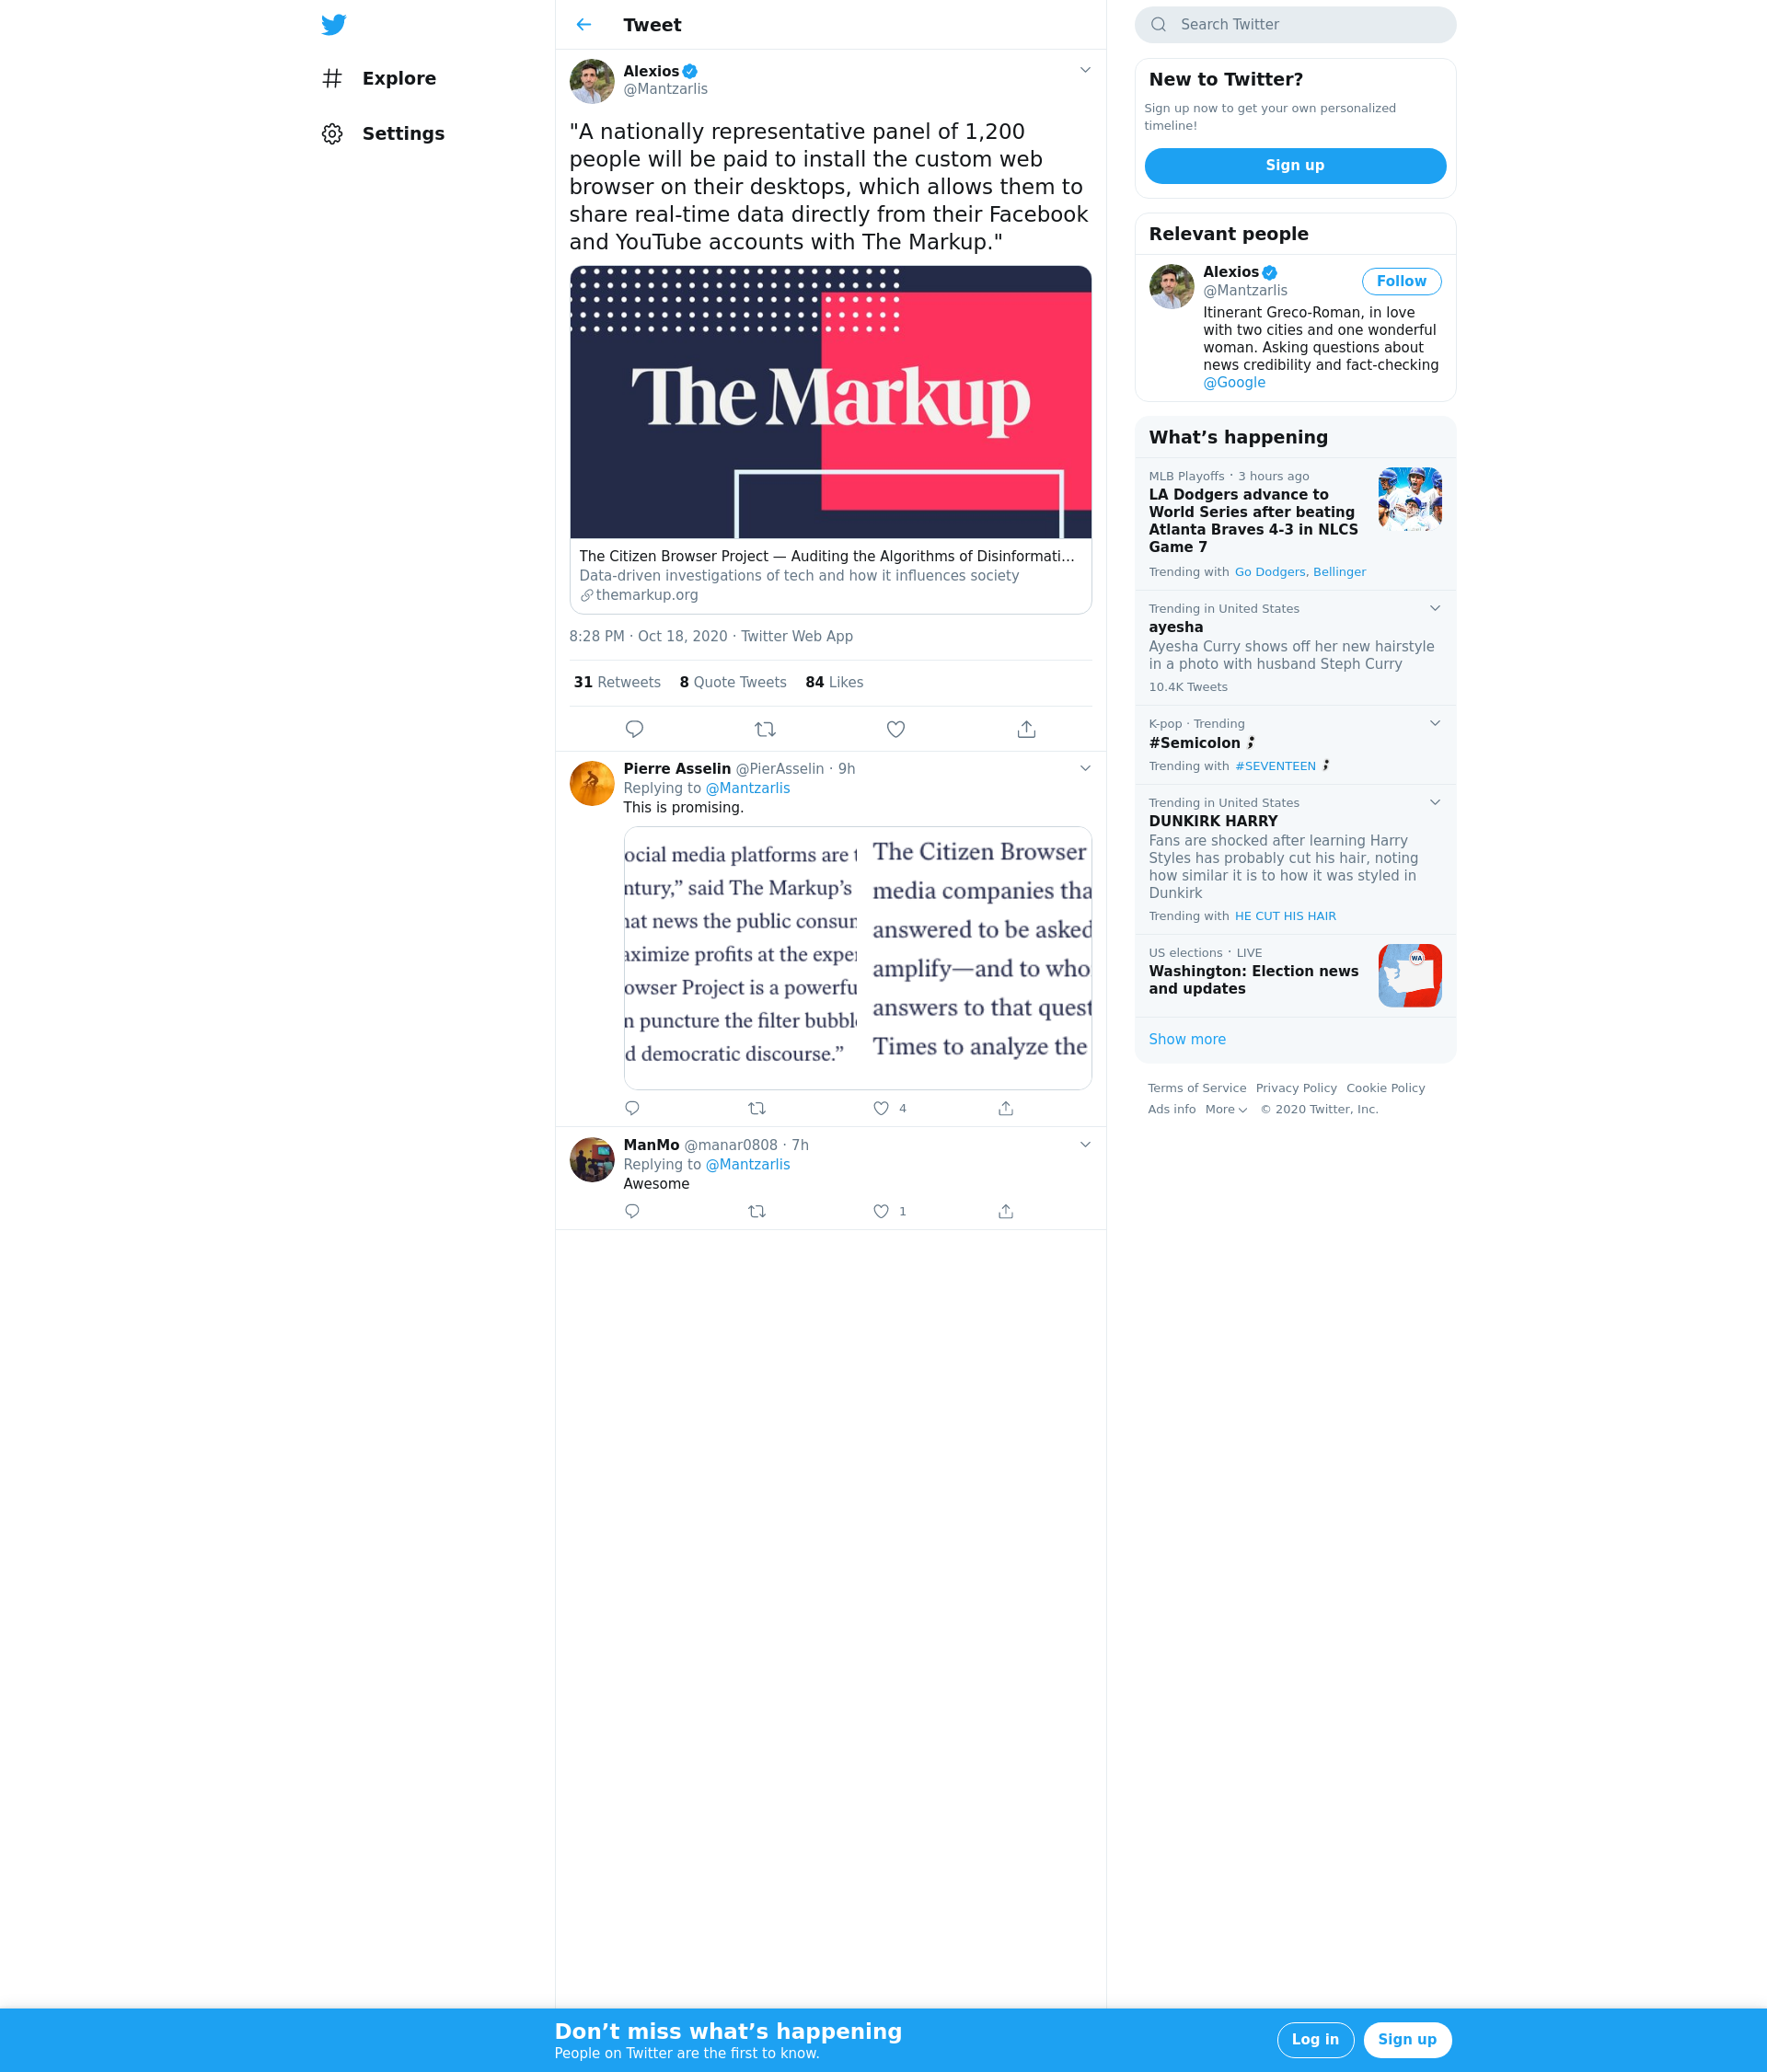 Explore
Settings
Tweet
Alexios
@Mantzarlis
"A nationally representative panel of 1,200
people will be paid to install the custom web
browser on their desktops, which allows them to
share real-time data directly from their Facebook
and YouTube accounts with The Markup."
The Markup
The Citizen Browser Project — Auditing the Algorithms of Disinformati...
Data-driven investigations of tech and how it influences society
themarkup.org
8:28 PM · Oct 18, 2020 · Twitter Web App
31 Retweets 8 Quote Tweets 84 Likes
Pierre Asselin @PierAsselin · 9h
Replying to @Mantzarlis
This is promising.
ocial media platforms are t
ntury,” said The Markup’s
hat news the public consum
aximize profits at the exper
owser Project is a powerfu
n puncture the filter bubble
d democratic discourse.”
The Citizen Browser
media companies tha
answered to be asked
amplify—and to who
answers to that quest
Times to analyze the
4
ManMo @manar0808 · 7h
Replying to @Mantzarlis
Awesome
1
Search Twitter
New to Twitter?
Sign up now to get your own personalized
timeline!
Sign up
Relevant people
Alexios
@Mantzarlis
Follow
Itinerant Greco-Roman, in love
with two cities and one wonderful
woman. Asking questions about
news credibility and fact-checking
@Google
What’s happening
MLB Playoffs · 3 hours ago
LA Dodgers advance to
World Series after beating
Atlanta Braves 4-3 in NLCS
Game 7
Trending with Go Dodgers, Bellinger
Trending in United States
ayesha
Ayesha Curry shows off her new hairstyle
in a photo with husband Steph Curry
10.4K Tweets
K-pop · Trending
#Semicolon
Trending with #SEVENTEEN
Trending in United States
DUNKIRK HARRY
Fans are shocked after learning Harry
Styles has probably cut his hair, noting
how similar it is to how it was styled in
Dunkirk
Trending with HE CUT HIS HAIR
US elections · LIVE
Washington: Election news
and updates
WA
Show more
Terms of Service Privacy Policy Cookie Policy
Ads info More © 2020 Twitter, Inc.
Don’t miss what’s happening
People on Twitter are the first to know.
Log in
Sign up